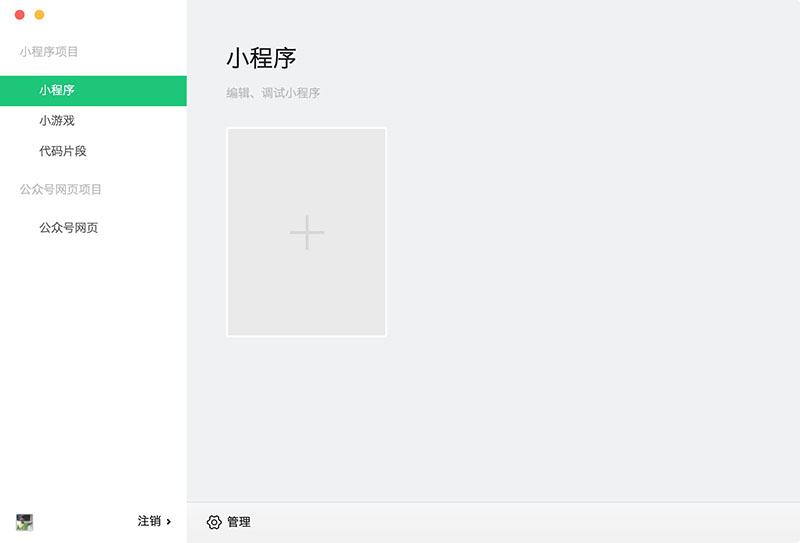 小程序项目
小程序
小游戏
代码片段
公众号网页项目
公众号网页
注销
小程序
编辑、调试小程序
管理